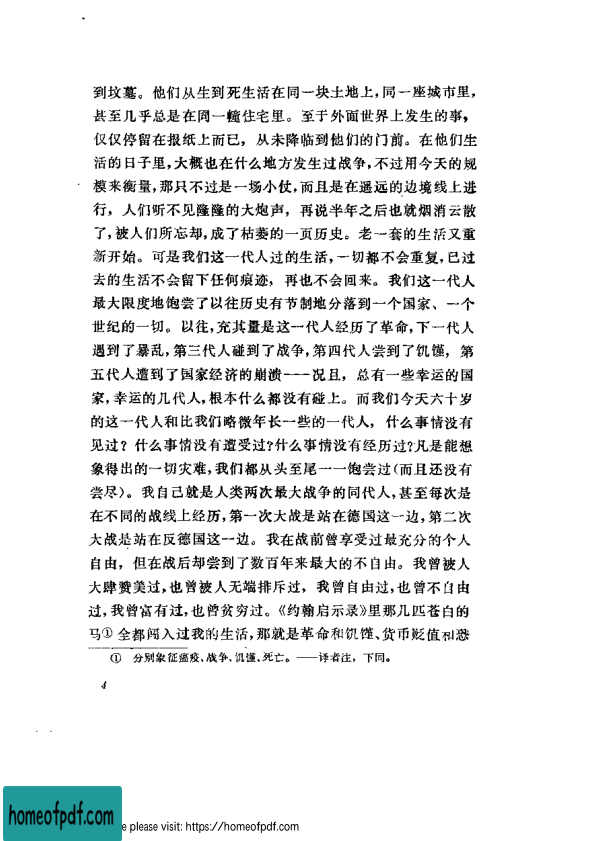 到坟墓。他们从生到死生活在同一块土地上，同一座城市里，
甚至几乎总是在同一幢住宅里。至于外面世界上发生的事，
仅仅停留在报纸上而已，从未降临到他们的门前。在他们生
活的日子里，大概也在什么地方发生过战争，不过用今天的规
模来衡量，那只不过是一场小仗，而且是在遥远的边境线上进
行，人们听不见隆隆的大炮声，再说半年之后也就烟消云散
了，被人们所忘却，成了枯萎的一页历史。老一套的生活又重
新开始。可是我们这一代人过的生活，一切都不会重复，已过
去的生活不会留下任何痕迹，再也不会回来。我们这一代人
最大限度地饱尝了以往历史有节制地分落到一个国家、一个
世纪的一切。以往，充其量是这一代人经历了革命，下一代人
遇到了暴乱，第三代人碰到了战争，第四代人尝到了饥馑，第
五代人遭到了国家经济的崩溃——况且，总有一些幸运的国
家，幸运的几代人，根本什么都没有碰上。而我们今天六十岁
的这一代人和比我们略微年长一些的一代人，什么事情没有
见过？什么事情没有遭受过？什么事情没有经历过？凡是能想
象得出的一切灾难，我们都从头至尾一一饱尝过（而且还没有
尝尽）。我自己就是人类两次最大战争的同代人，甚至每次是
在不同的战线上经历，第一次大战是站在德国这一边，第二次
大战是站在反德国这一边。我在战前曾享受过最充分的个人
自由，但在战后却尝到了数百年来最大的不自由。我曾被人
大肆赞美过，也曾被人无端排斥过，我曾自由过，也曾不自由
过，我曾富有过，也曾贫穷过。《约翰启示录》里那几匹苍白的
马①全都闯入过我的生活，那就是革命和饥馑、货币贬值和恐
① 分别象征瘟疫、战争、饥馑、死亡。——译者注，下同。
4
homeofpdf.com
e please visit: https://homeofpdf.com